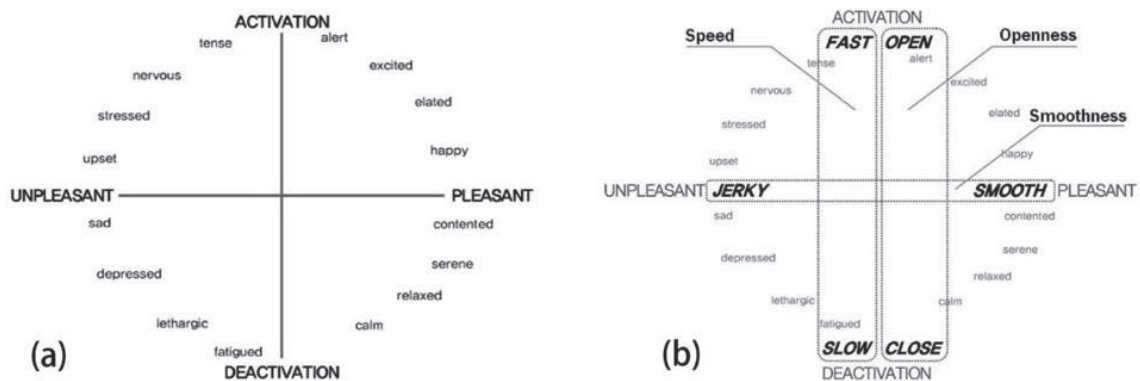 ACTIVATION
tense
alert
nervous
excited
stressed
elated
upset
happy
UNPLEASANT
PLEASANT
sad
contented
depressed
serene
relaxed
lethargic
calm
fatigued
DEACTIVATION
(a)
ACTIVATION
Speed
FAST
OPEN
Openness
tense
alert
nervous
excited
stressed
elated
Smoothness
upset
happy
UNPLEASANT
JERKY
SMOOTH
PLEASANT
sad
contented
depressed
serene
relaxed
lethargic
calm
fatigued
SLOW
CLOSE
DEACTIVATION
(b)